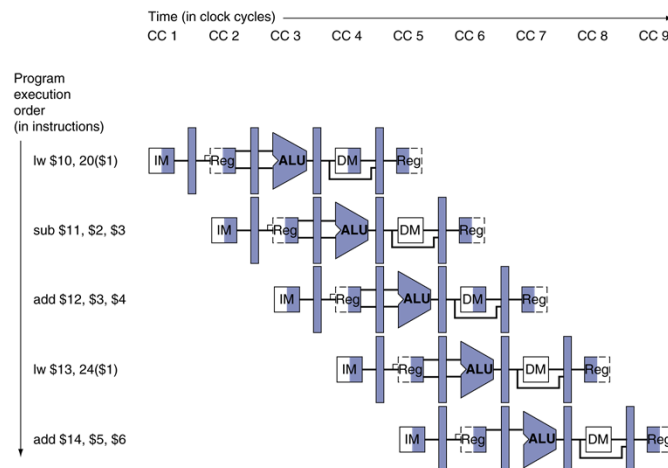 Time (in clock cycles)
CC 1 CC 2 CC 3 CC 4 CC 5 CC 6 CC 7 CC 8 CC 9
Program
execution
order
(in instructions)
lw $10, 20($1) IM Reg ALU DM Reg
sub $11, $2, $3 IM Reg ALU DM Reg
add $12, $3, $4 IM Reg ALU DM Reg
lw $13, 24($1) IM Reg ALU DM Reg
add $14, $5, $6 IM Reg ALU DM Reg